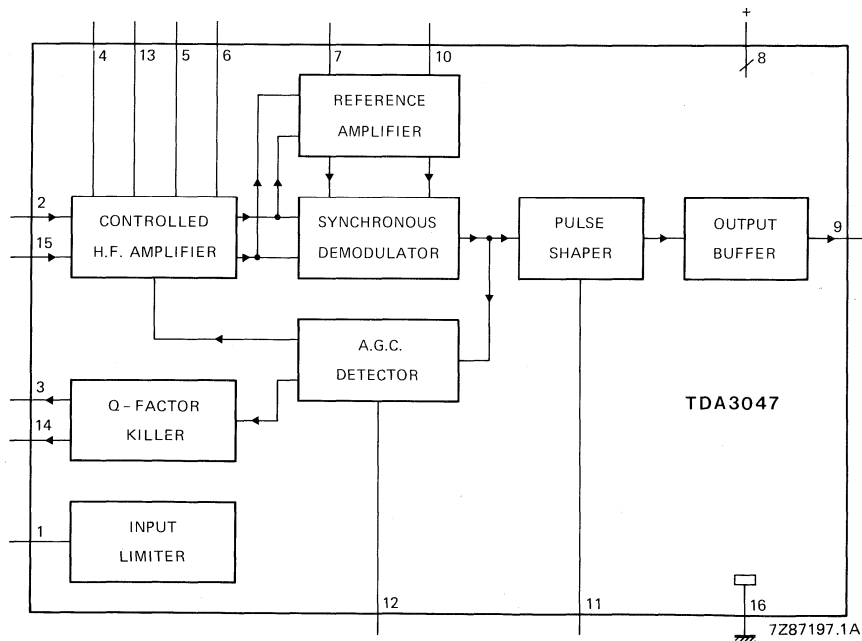 +
4 13 5 6 7 10 8
REFERENCE
AMPLIFIER
2
15
CONTROLLED
H.F. AMPLIFIER
SYNCHRONOUS
DEMODULATOR
PULSE
SHAPER
OUTPUT
BUFFER
9
A.G.C.
DETECTOR
3
14
Q-FACTOR
KILLER
TDA3047
1
INPUT
LIMITER
12 11 16
7Z87197.1A